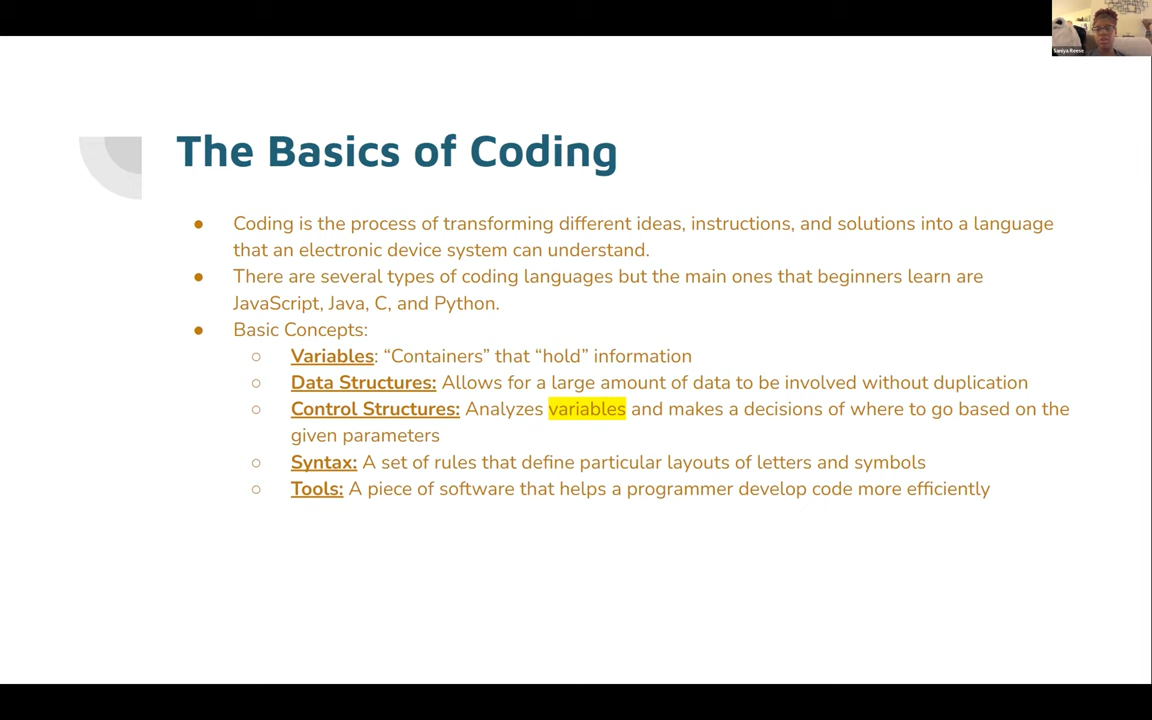 Saniya Reese
The Basics of Coding
● Coding is the process of transforming different ideas, instructions, and solutions into a language
that an electronic device system can understand.
● There are several types of coding languages but the main ones that beginners learn are
JavaScript, Java, C, and Python.
● Basic Concepts:
○ Variables: “Containers” that “hold” information
○ Data Structures: Allows for a large amount of data to be involved without duplication
○ Control Structures: Analyzes variables and makes a decisions of where to go based on the
given parameters
○ Syntax: A set of rules that define particular layouts of letters and symbols
○ Tools: A piece of software that helps a programmer develop code more efficiently